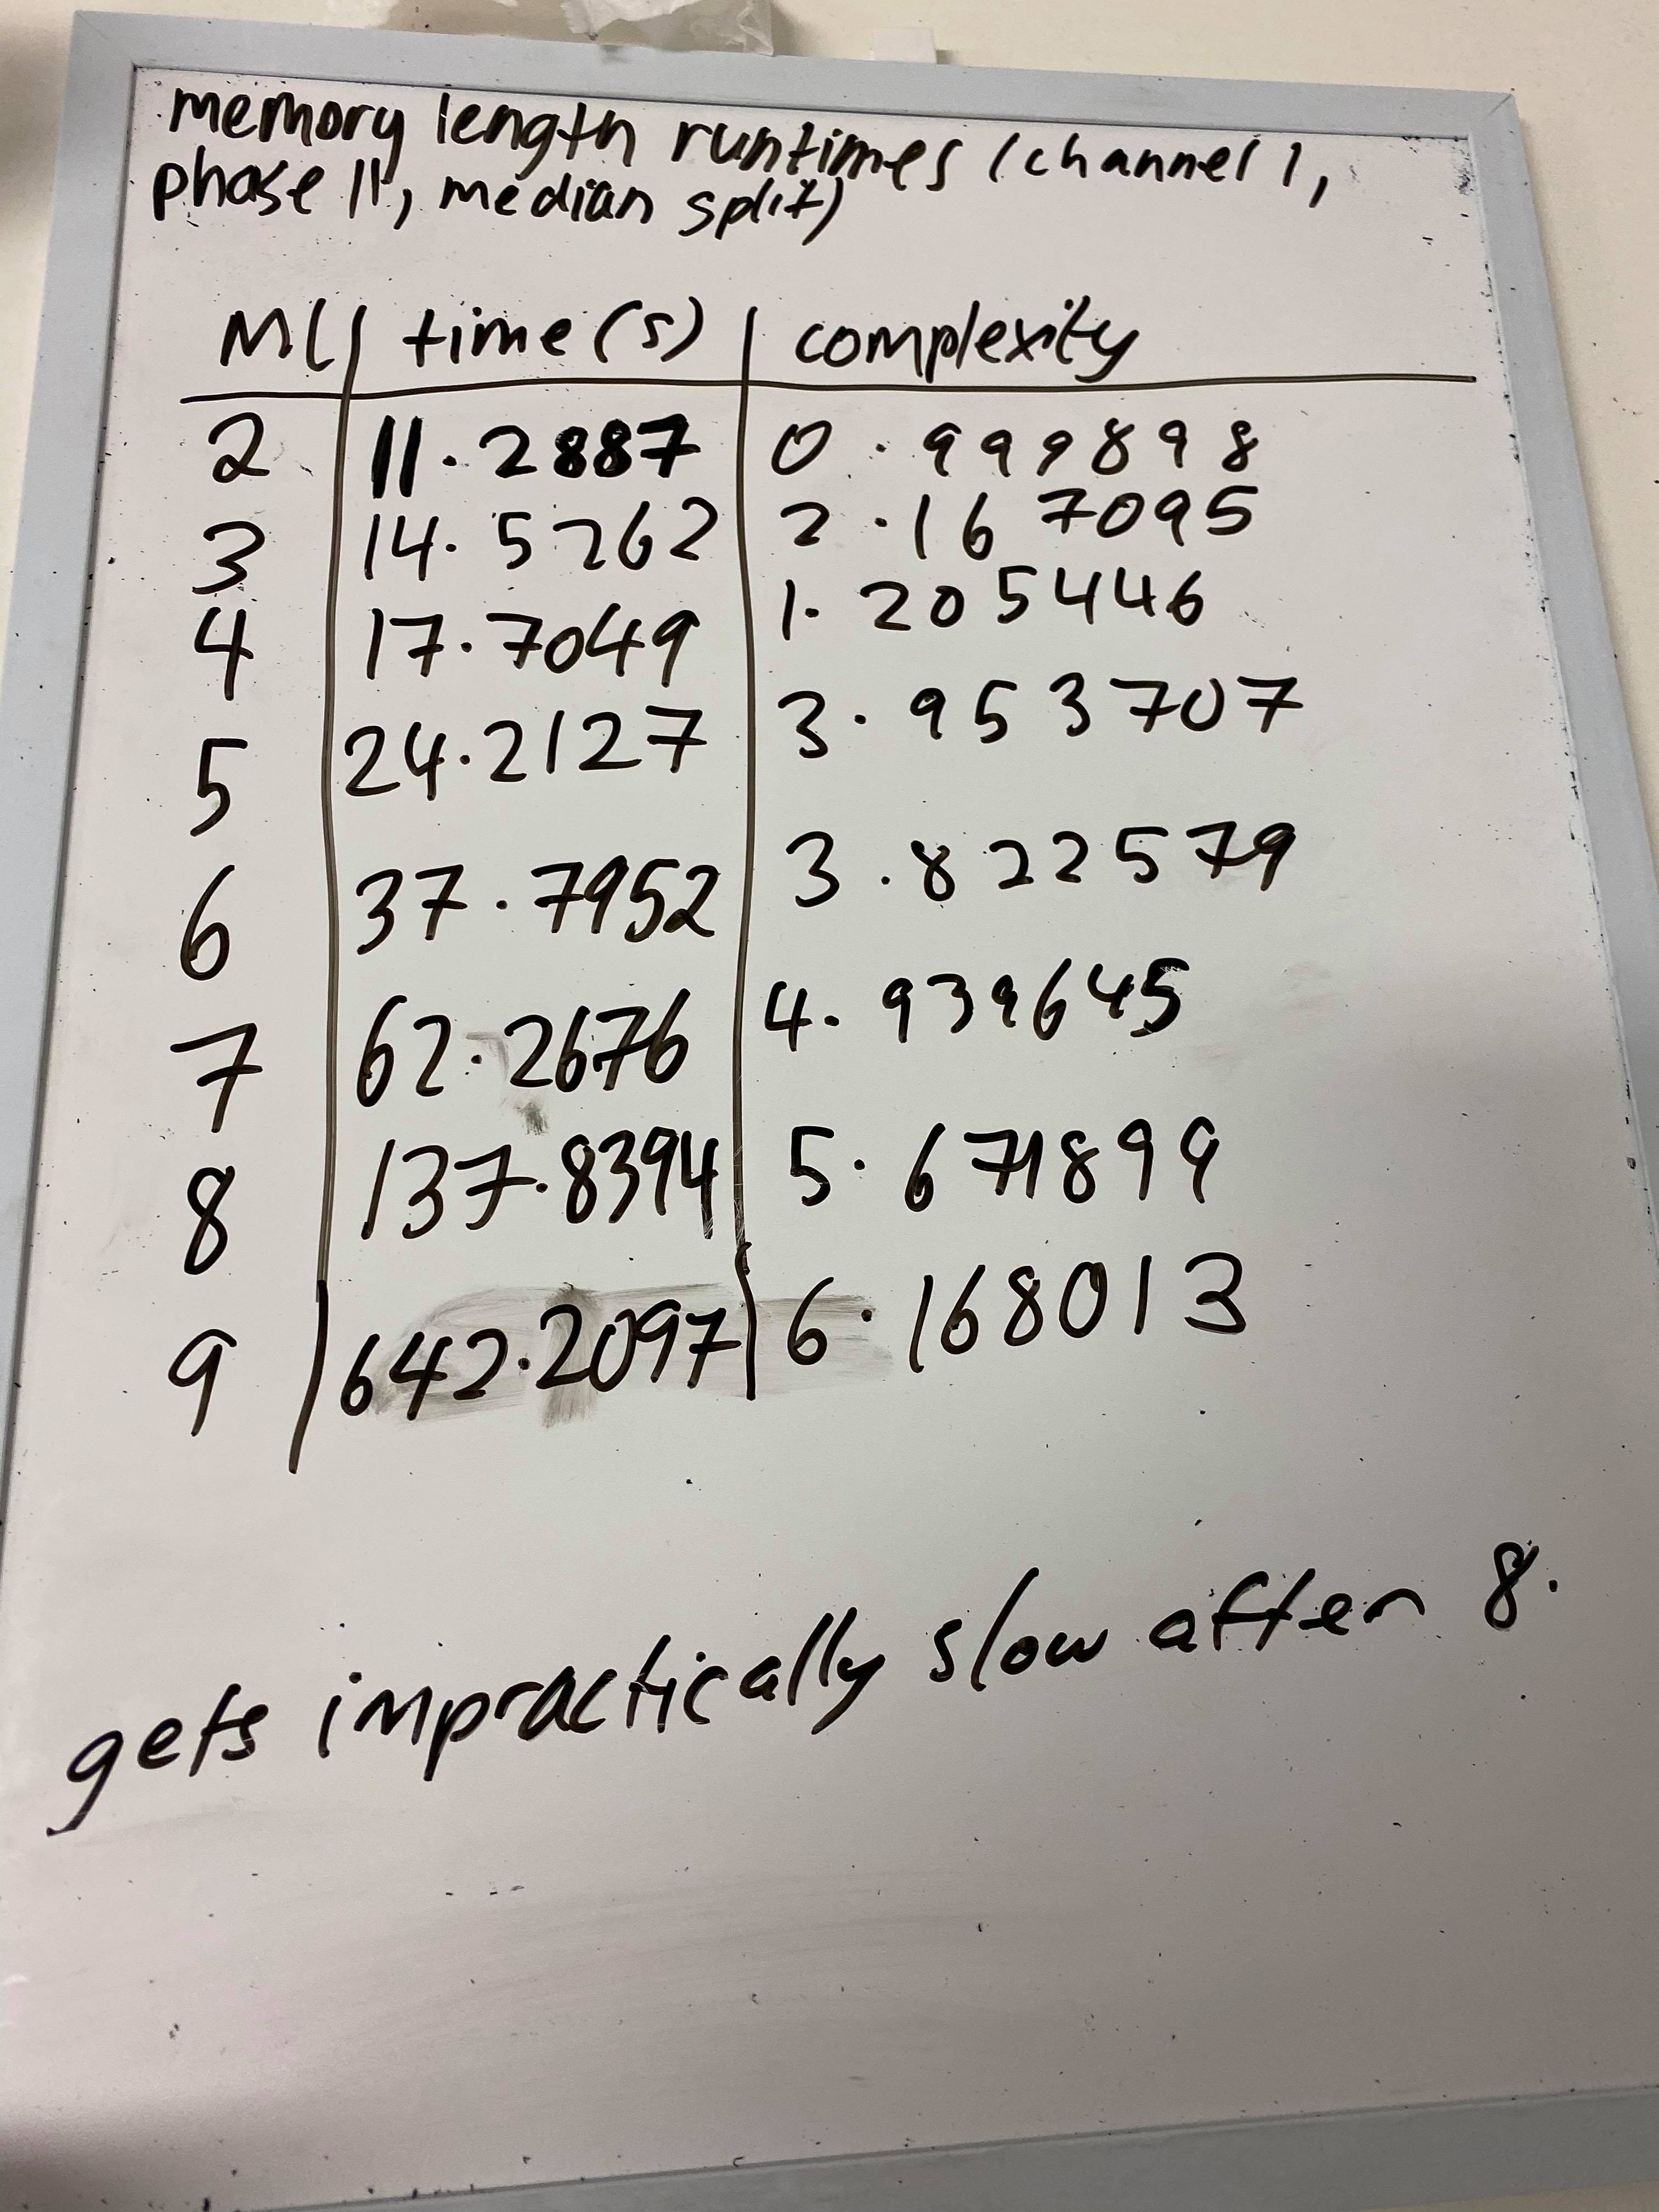 memory length runtimes (channel 1,
phase 11, median split)
ML | time (s) | complexity
2 | 11.2887 | 0.999898
3 | 14.5262 | 2.167095
4 | 17.7049 | 1.205446
5 | 24.2127 | 3.953707
6 | 37.7952 | 3.822579
7 | 62.2676 | 4.939645
8 | 137.8394 | 5.671899
9 | 642.2097 | 6.168013
gets impractically slow after 8.